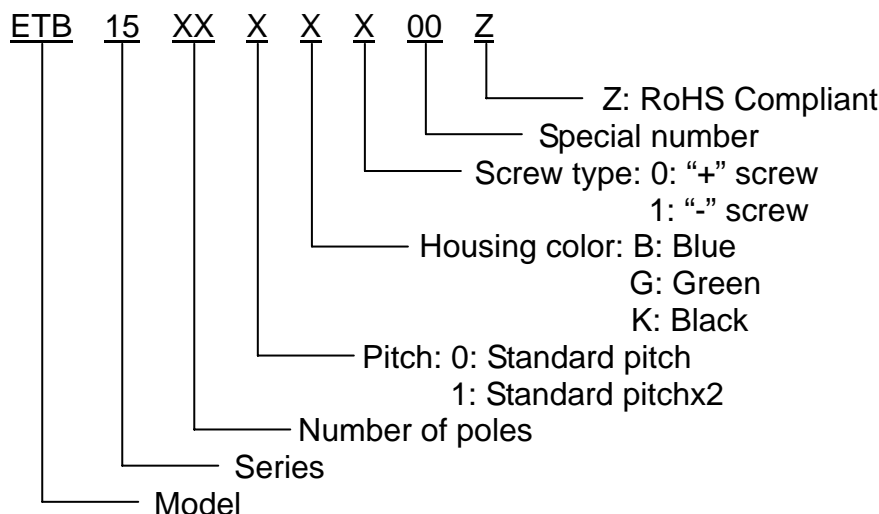 ETB 15 XX X X X 00 Z
Z: RoHS Compliant
Special number
Screw type: 0: “+” screw
1: “-” screw
Housing color: B: Blue
G: Green
K: Black
Pitch: 0: Standard pitch
1: Standard pitchx2
Number of poles
Series
Model